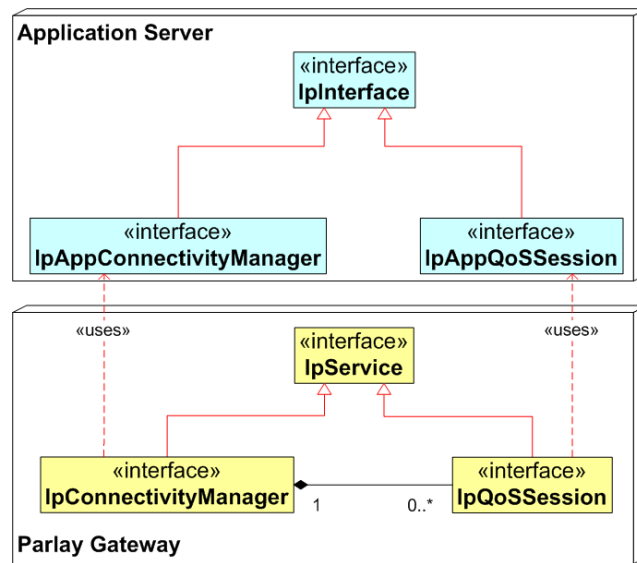 Application Server
«interface»
IpInterface
«interface»
IpAppConnectivityManager
«interface»
IpAppQoSSession
«uses»
«uses»
«interface»
IpService
«interface»
IpConnectivityManager
1
0..*
«interface»
IpQoSSession
Parlay Gateway